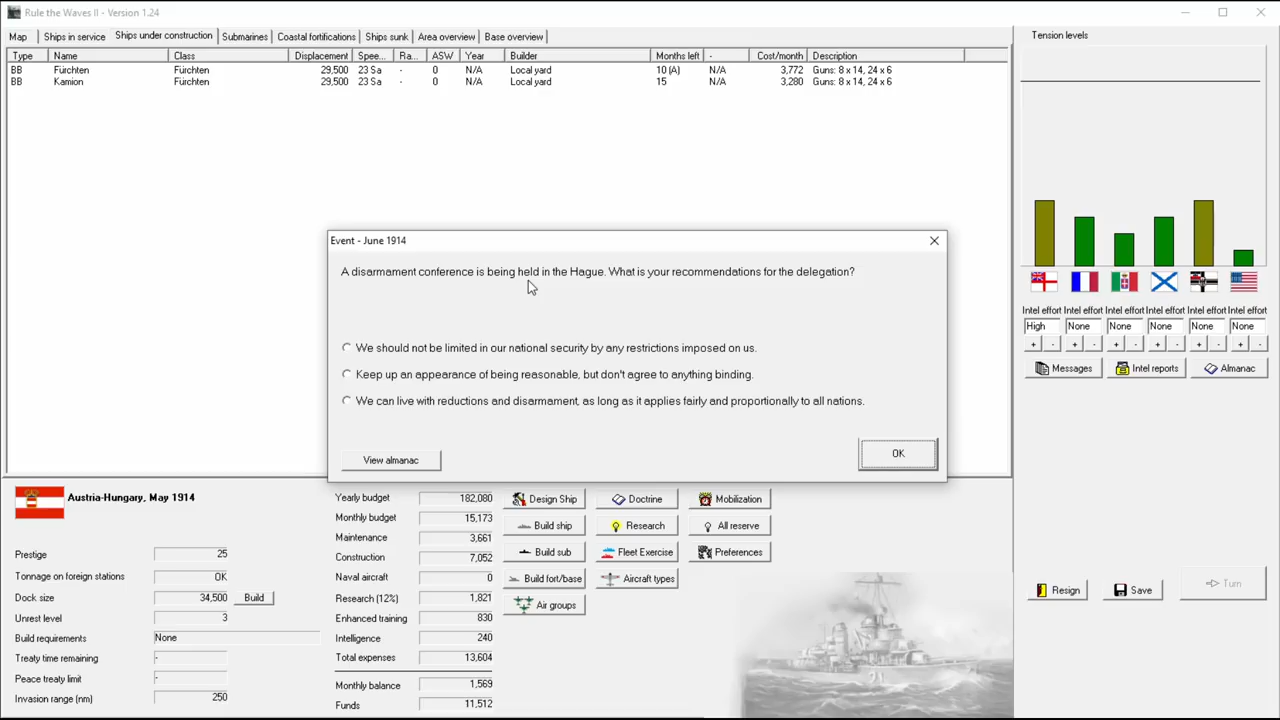 Rule the Waves II - Version 1.24
Map Ships in service Ships under construction Submarines Coastal fortifications Ships sunk Area overview Base overview
Type Name Class Displacement Spee... Ra... ASW Year Builder Months left - Cost/month Description
BB Fürchten Fürchten 29,500 23 Sa - 0 N/A Local yard 10 (A) N/A 3,772 Guns: 8 x 14, 24 x 6
BB Kamion Fürchten 29,500 23 Sa - 0 N/A Local yard 15 N/A 3,280 Guns: 8 x 14, 24 x 6
Tension levels
Event - June 1914
A disarmament conference is being held in the Hague. What is your recommendations for the delegation?
We should not be limited in our national security by any restrictions imposed on us.
Keep up an appearance of being reasonable, but don't agree to anything binding.
We can live with reductions and disarmament, as long as it applies fairly and proportionally to all nations.
View almanac OK
Intel effort Intel effort Intel effort Intel effort Intel effort Intel effort
High None None None None None
+ - + - + - + - + - + -
Messages Intel reports Almanac
Austria-Hungary, May 1914
Prestige 25
Tonnage on foreign stations OK
Dock size 34,500 Build
Unrest level 3
Build requirements None
Treaty time remaining -
Peace treaty limit -
Invasion range (nm) 250
Yearly budget 182,080
Monthly budget 15,173
Maintenance 3,661
Construction 7,052
Naval aircraft 0
Research (12%) 1,821
Enhanced training 830
Intelligence 240
Total expenses 13,604
Monthly balance 1,569
Funds 11,512
Design Ship Doctrine Mobilization
Build ship Research All reserve
Build sub Fleet Exercise Preferences
Build fort/base Aircraft types
Air groups
Resign Save Turn